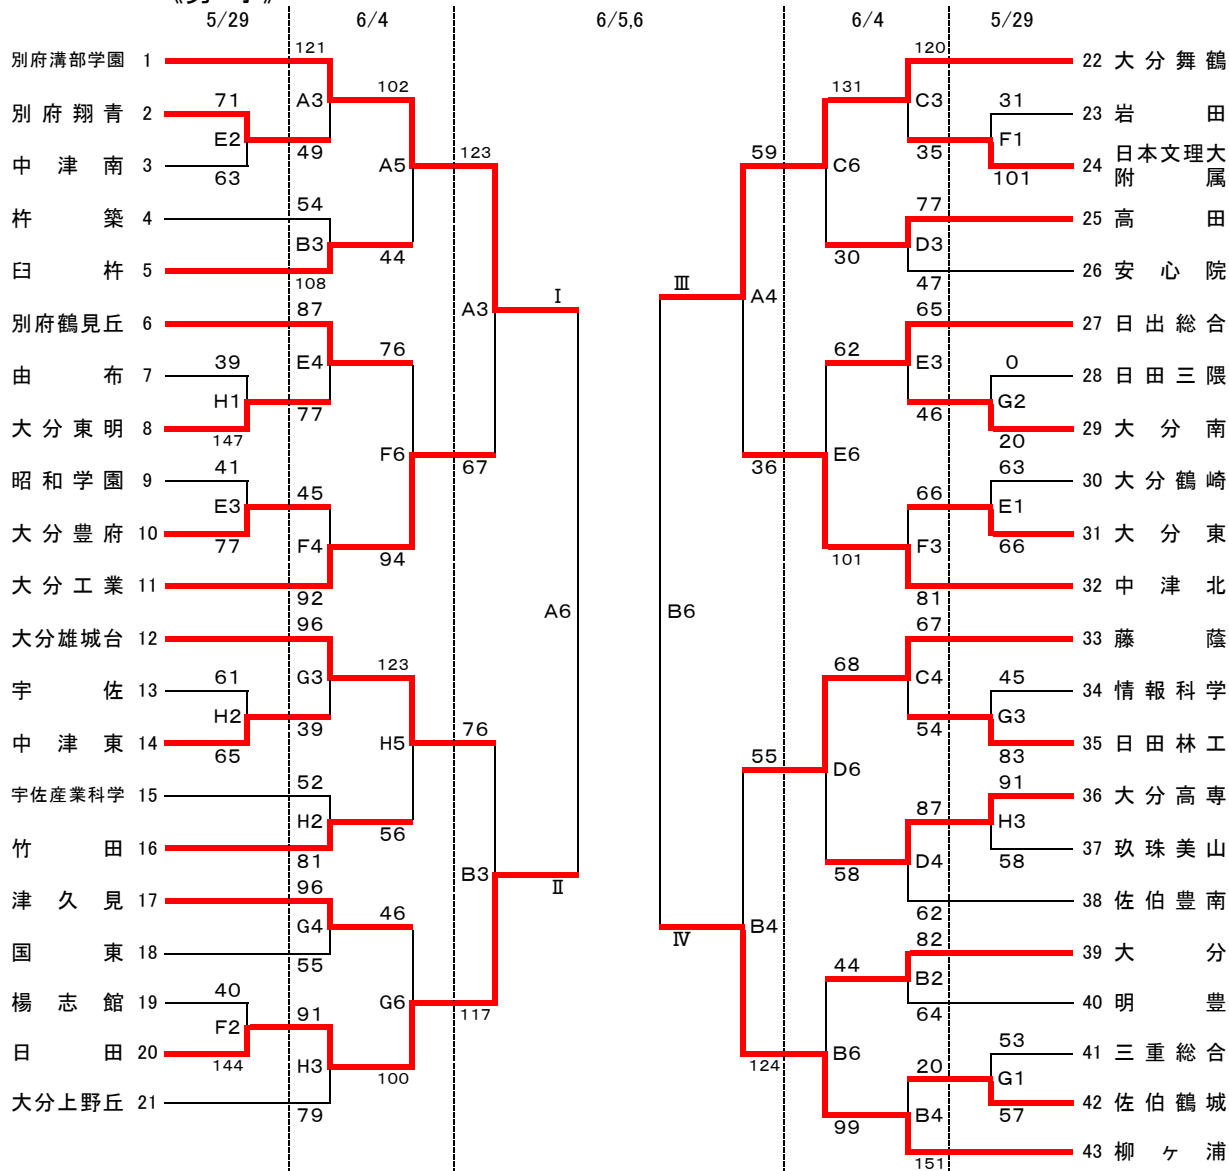 5/29 6/4 6/5,6 6/4 5/29
別府溝部学園 1
別府翔青 2
中津南 3
杵築 4
臼杵 5
別府鶴見丘 6
由布 7
大分東明 8
昭和学園 9
大分豊府 10
大分工業 11
大分雄城台 12
宇佐 13
中津東 14
宇佐産業科学 15
竹田 16
津久見 17
国東 18
楊志館 19
日田 20
大分上野丘 21
71
E2
63
39
H1
147
41
E3
77
61
H2
65
40
F2
144
121
A3
49
54
B3
108
87
E4
77
45
F4
92
96
G3
39
52
H2
81
96
G4
55
91
H3
79
102
A5
44
76
F6
94
123
H5
56
46
G6
100
123
A3
67
76
B3
117
Ⅰ
A6
Ⅱ
Ⅲ
B6
Ⅳ
59
A4
36
55
B4
124
131
C6
30
62
E6
101
68
D6
58
44
B6
99
120
C3
35
77
D3
47
65
E3
46
66
F3
81
67
C4
54
87
D4
62
82
B2
64
20
B4
151
31
F1
101
0
G2
20
63
E1
66
45
G3
83
91
H3
58
53
G1
57
22 大分舞鶴
23 岩田
24 日本文理大
附属
25 高田
26 安心院
27 日出総合
28 日田三隈
29 大分南
30 大分鶴崎
31 大分東
32 中津北
33 藤蔭
34 情報科学
35 日田林工
36 大分高専
37 玖珠美山
38 佐伯豊南
39 大分
40 明豊
41 三重総合
42 佐伯鶴城
43 柳ヶ浦